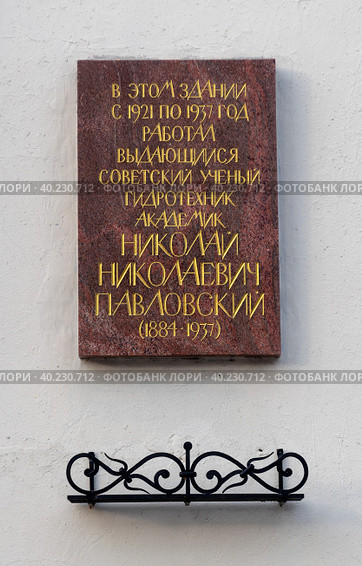 В ЭТОМ ЗДАНИИ
С 1921 ПО 1937 ГОД
РАБОТАЛ
ВЫДАЮЩИЙСЯ
СОВЕТСКИЙ УЧЕНЫЙ
ЛОРИ - 40.230.712 - ФОТОБАНК ЛОРИ - 40.230.712 - ФОТОБАНК ЛОРИ
ГИДРОТЕХНИК
АКАДЕМИК
НИКОЛАЙ
НИКОЛАЕВИЧ
ПАВЛОВСКИЙ
(1884-1937)
ЛОРИ - 40.230.712 - ФОТОБАНК ЛОРИ - 40.230.712 - ФОТОБАНК ЛОРИ